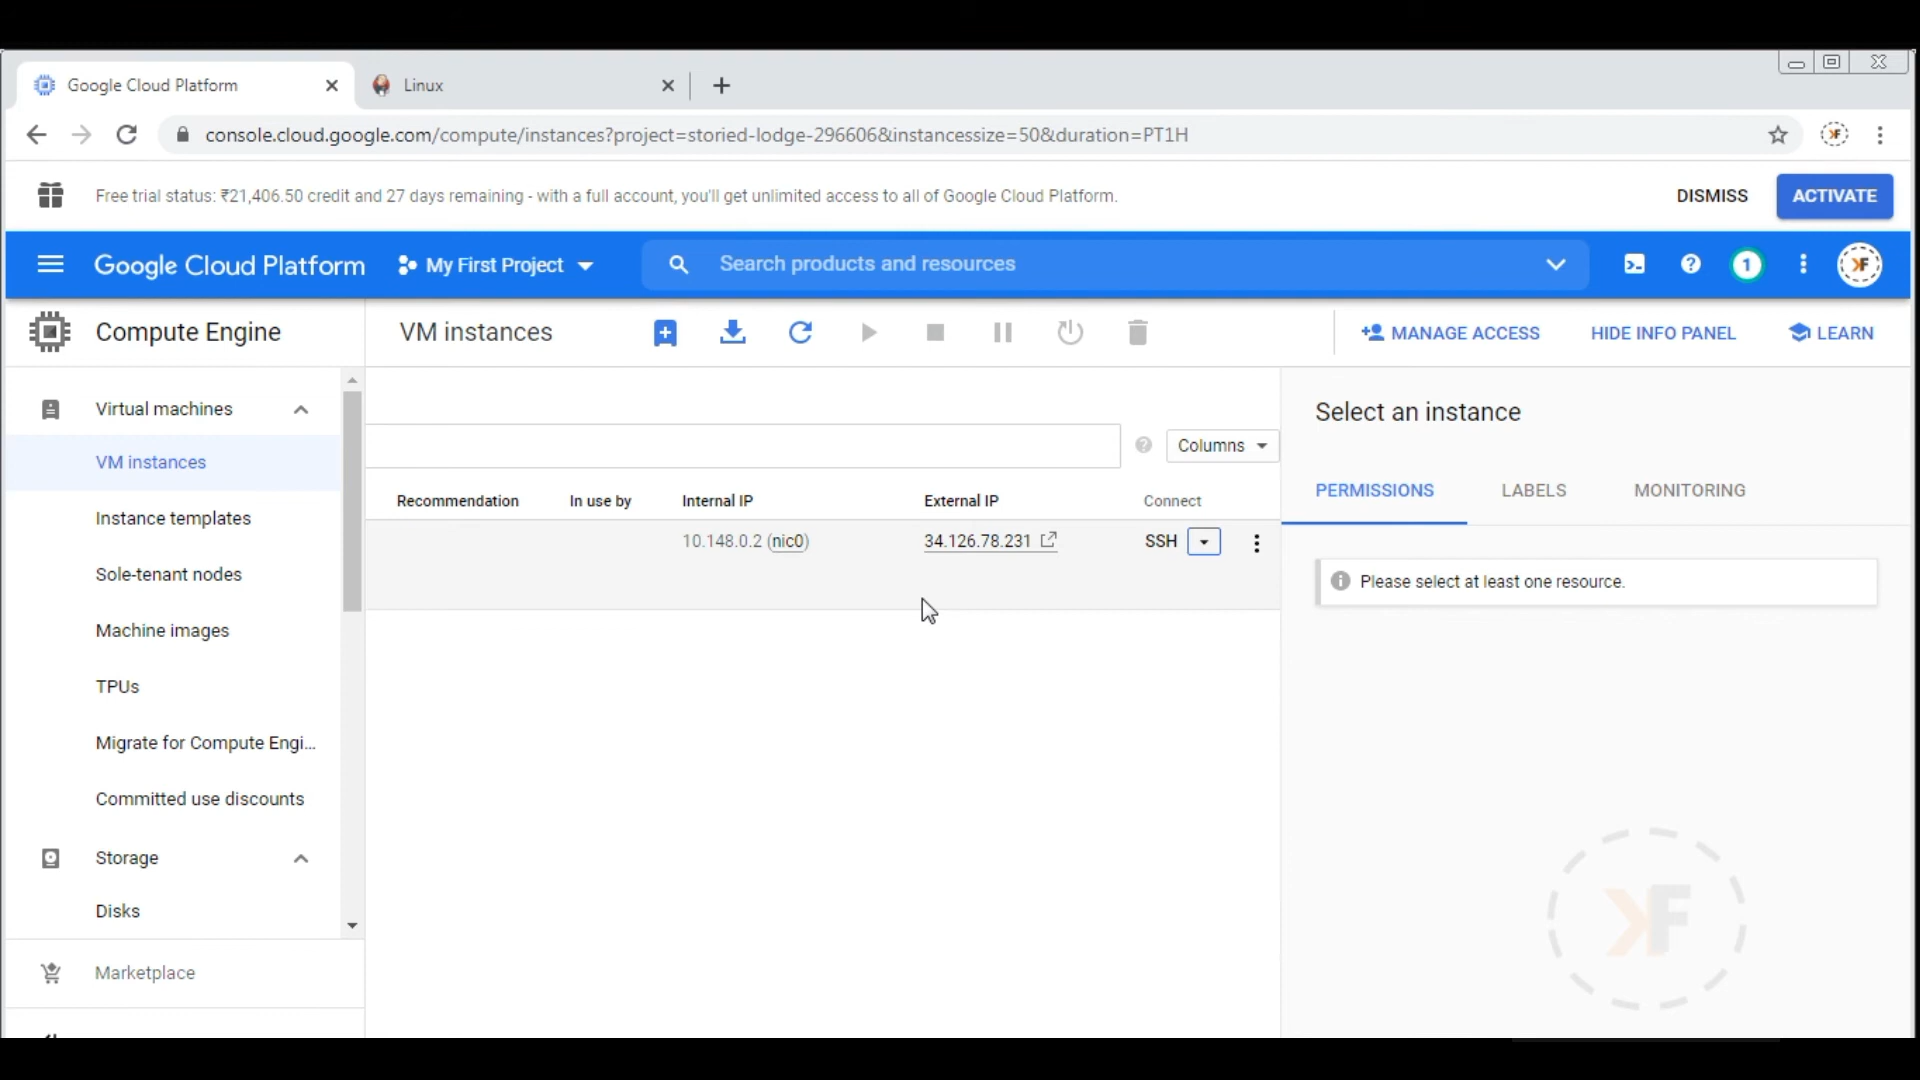 Google Cloud Platform
Linux
console.cloud.google.com/compute/instances?project=storied-lodge-296606&instancessize=50&duration=PT1H
Free trial status: ₹21,406.50 credit and 27 days remaining - with a full account, you'll get unlimited access to all of Google Cloud Platform.
DISMISS
ACTIVATE
Google Cloud Platform
My First Project
Search products and resources
1
KF
Compute Engine
VM instances
MANAGE ACCESS
HIDE INFO PANEL
LEARN
Virtual machines
VM instances
Instance templates
Sole-tenant nodes
Machine images
TPUs
Migrate for Compute Engi...
Committed use discounts
Storage
Disks
Marketplace
Columns
Recommendation In use by Internal IP External IP Connect
10.148.0.2 (nic0) 34.126.78.231 SSH
Select an instance
PERMISSIONS LABELS MONITORING
Please select at least one resource.
KF